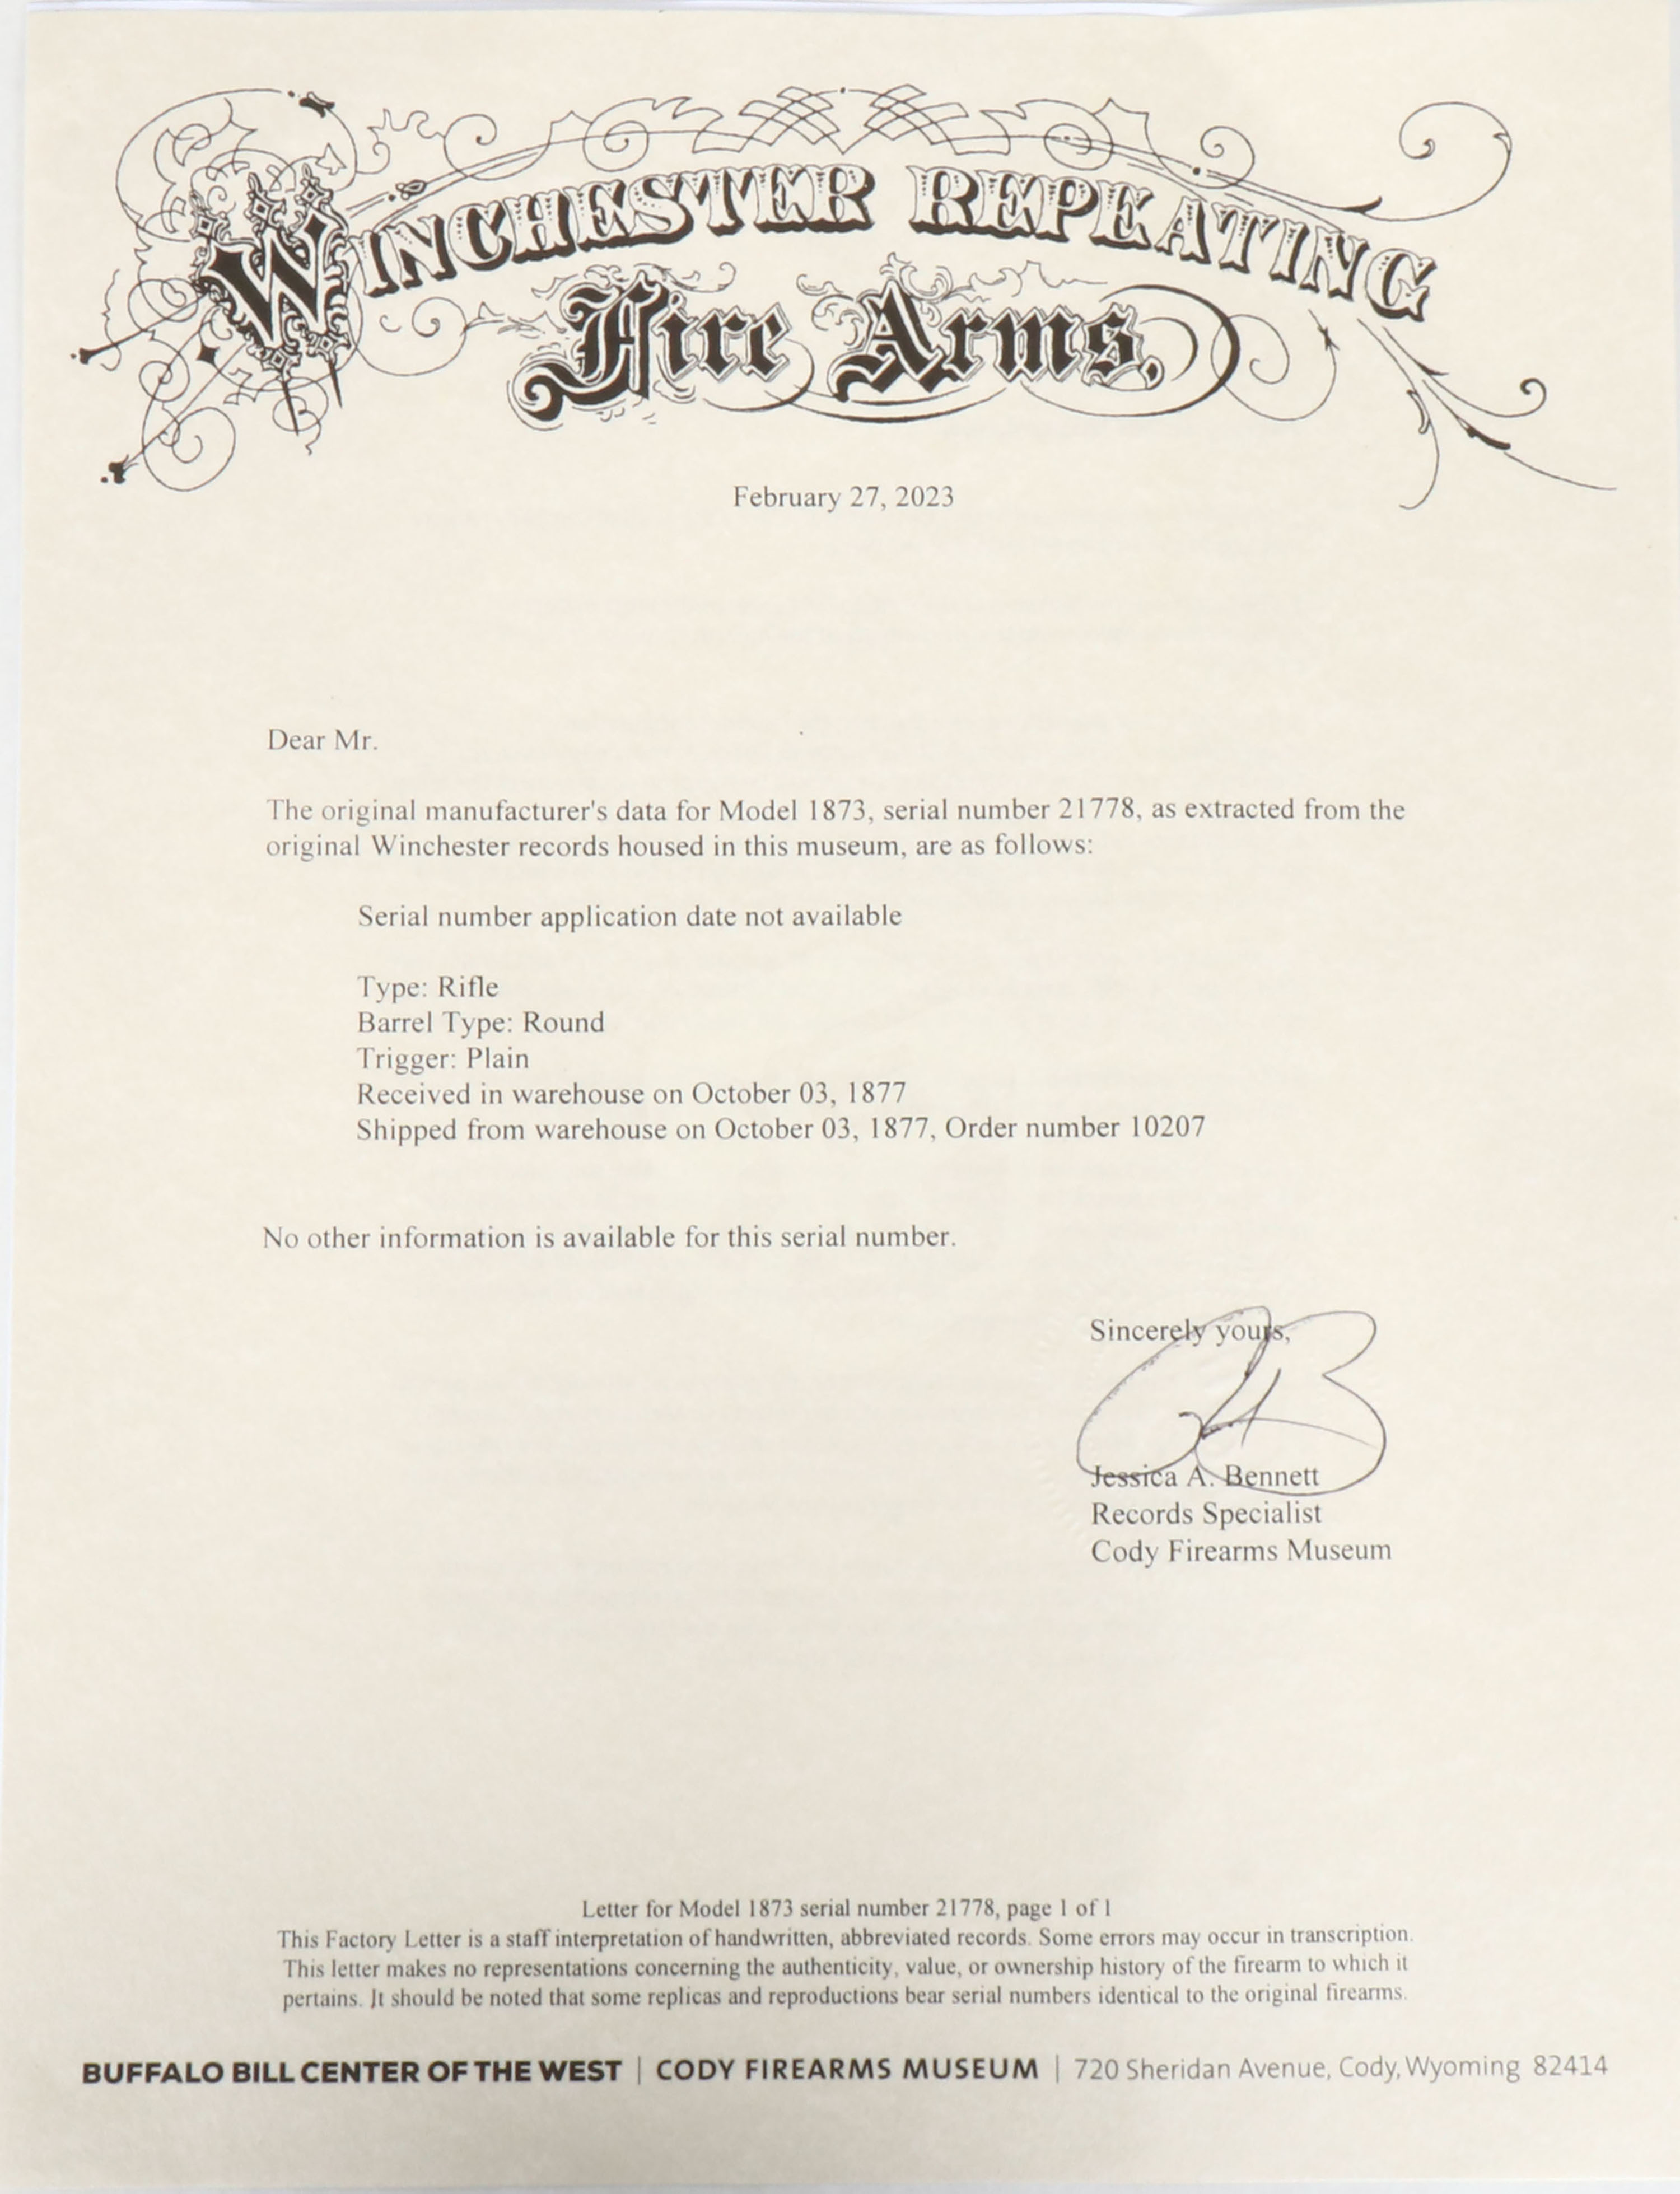 WINCHESTER REPEATING
Fire Arms.
February 27, 2023
Dear Mr.
The original manufacturer's data for Model 1873, serial number 21778, as extracted from the
original Winchester records housed in this museum, are as follows:
Serial number application date not available
Type: Rifle
Barrel Type: Round
Trigger: Plain
Received in warehouse on October 03, 1877
Shipped from warehouse on October 03, 1877, Order number 10207
No other information is available for this serial number.
Sincerely yours,
Jessica A. Bennett
Records Specialist
Cody Firearms Museum
Letter for Model 1873 serial number 21778, page 1 of 1
This Factory Letter is a staff interpretation of handwritten, abbreviated records. Some errors may occur in transcription.
This letter makes no representations concerning the authenticity, value, or ownership history of the firearm to which it
pertains. It should be noted that some replicas and reproductions bear serial numbers identical to the original firearms.
BUFFALO BILL CENTER OF THE WEST | CODY FIREARMS MUSEUM | 720 Sheridan Avenue, Cody, Wyoming 82414